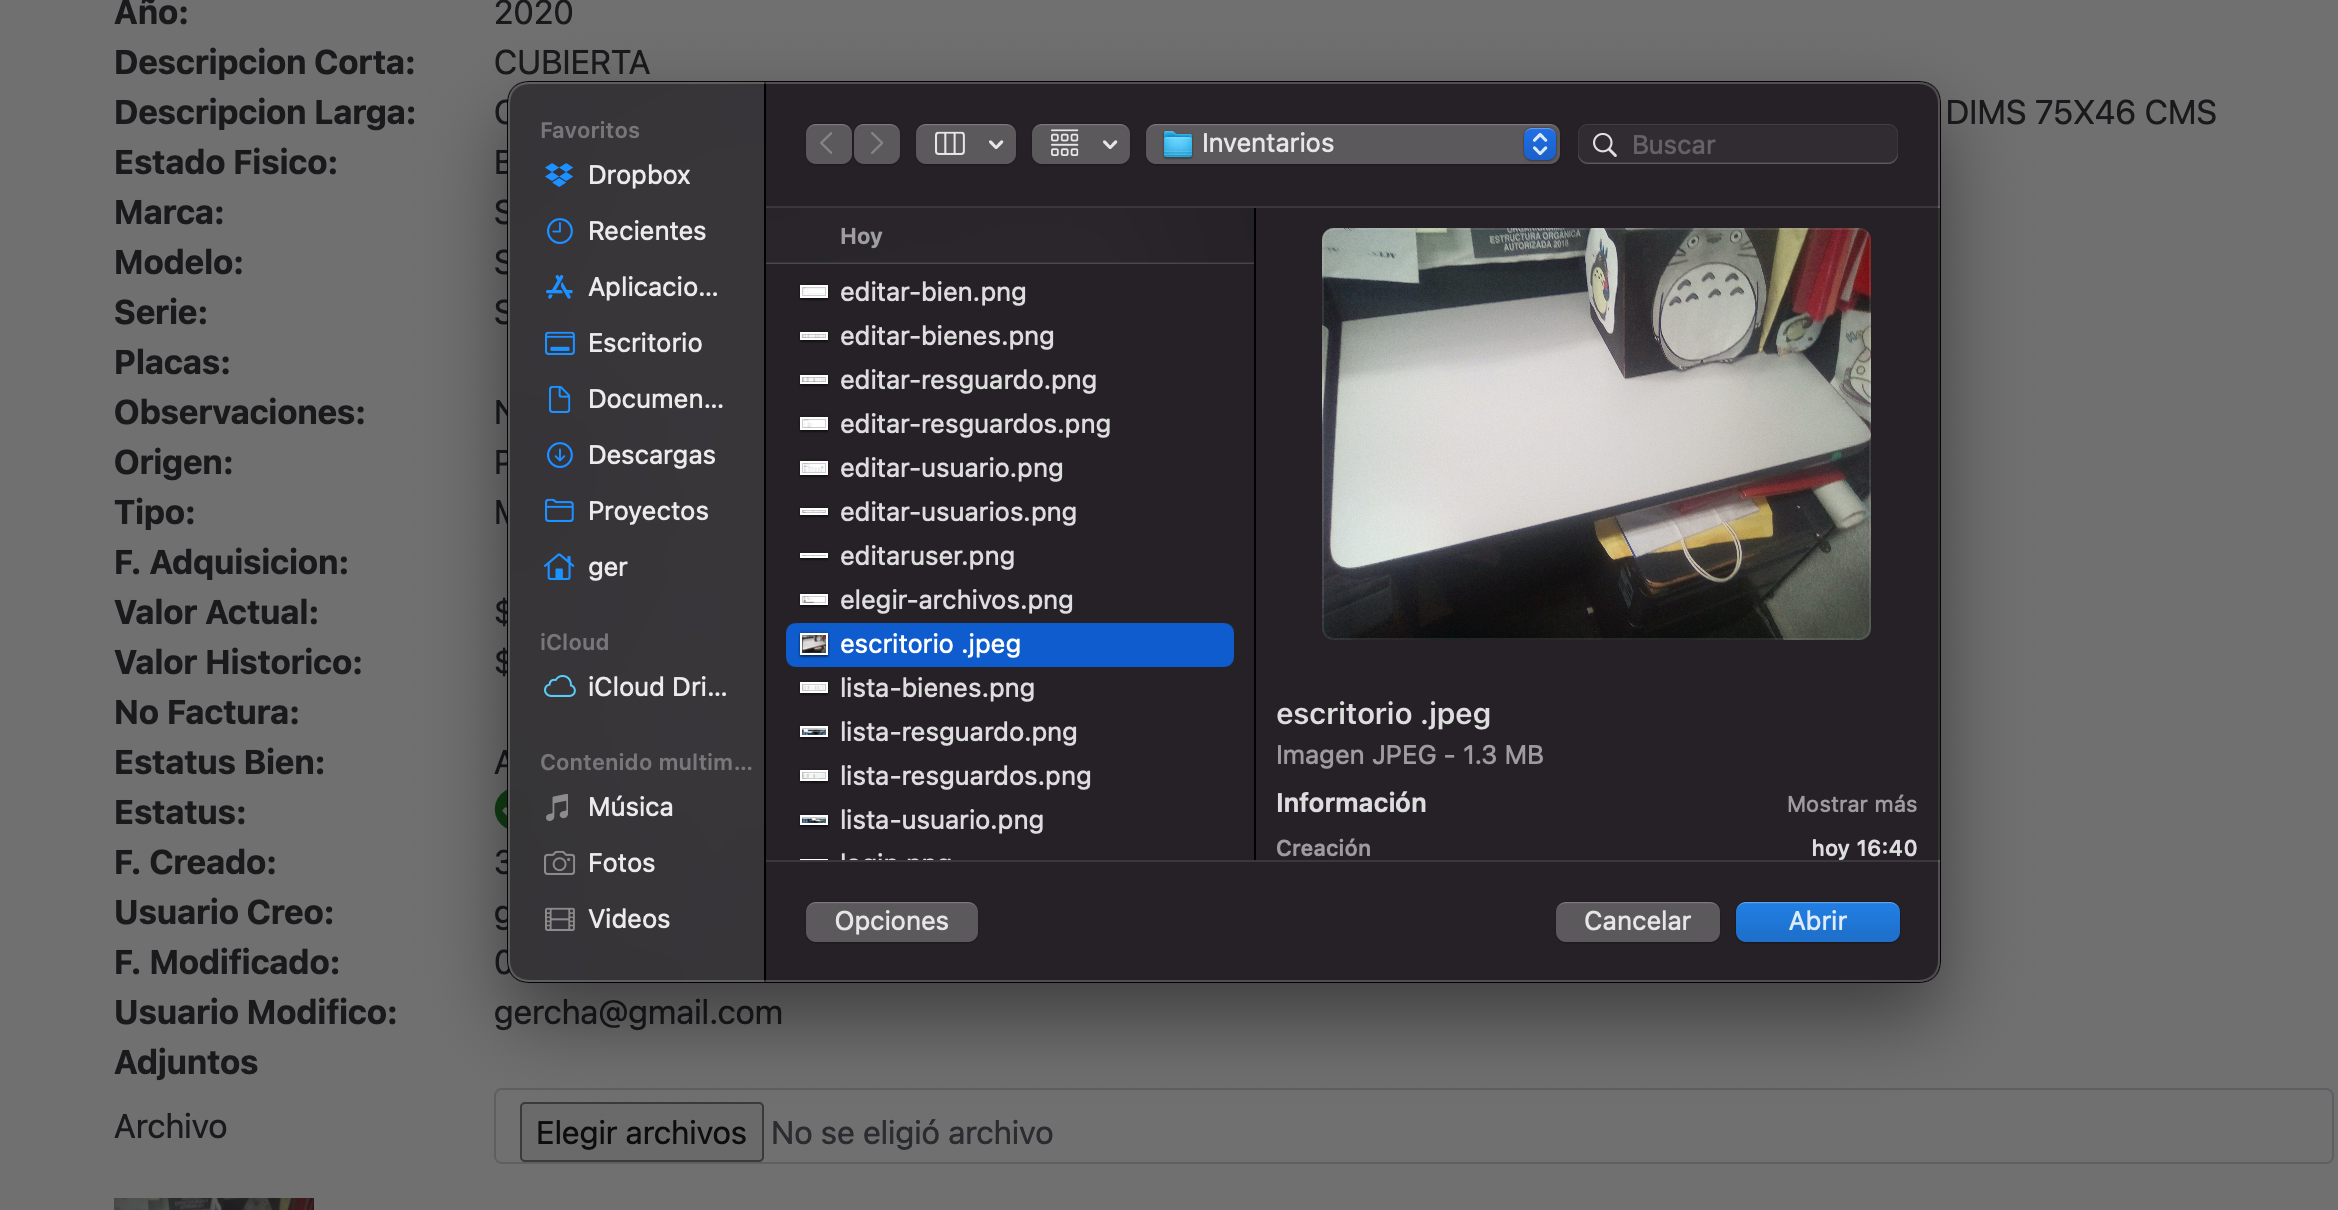 Año: 2020
Descripcion Corta: CUBIERTA
Descripcion Larga: DIMS 75X46 CMS
Estado Fisico:
Marca:
Modelo:
Serie:
Placas:
Observaciones:
Origen:
Tipo:
F. Adquisicion:
Valor Actual: $
Valor Historico: $
No Factura:
Estatus Bien:
Estatus:
F. Creado:
Usuario Creo:
F. Modificado:
Usuario Modifico: gercha@gmail.com
Adjuntos
Archivo
Elegir archivos No se eligió archivo
Favoritos
Dropbox
Recientes
Aplicacio...
Escritorio
Documen...
Descargas
Proyectos
ger
iCloud
iCloud Dri...
Contenido multim...
Música
Fotos
Videos
Inventarios
Buscar
Hoy
editar-bien.png
editar-bienes.png
editar-resguardo.png
editar-resguardos.png
editar-usuario.png
editar-usuarios.png
editaruser.png
elegir-archivos.png
escritorio .jpeg
lista-bienes.png
lista-resguardo.png
lista-resguardos.png
lista-usuario.png
login.png
ESTRUCTURA ORGÁNICA
AUTORIZADA 2018
escritorio .jpeg
Imagen JPEG - 1.3 MB
Información
Mostrar más
Creación
hoy 16:40
Opciones
Cancelar
Abrir